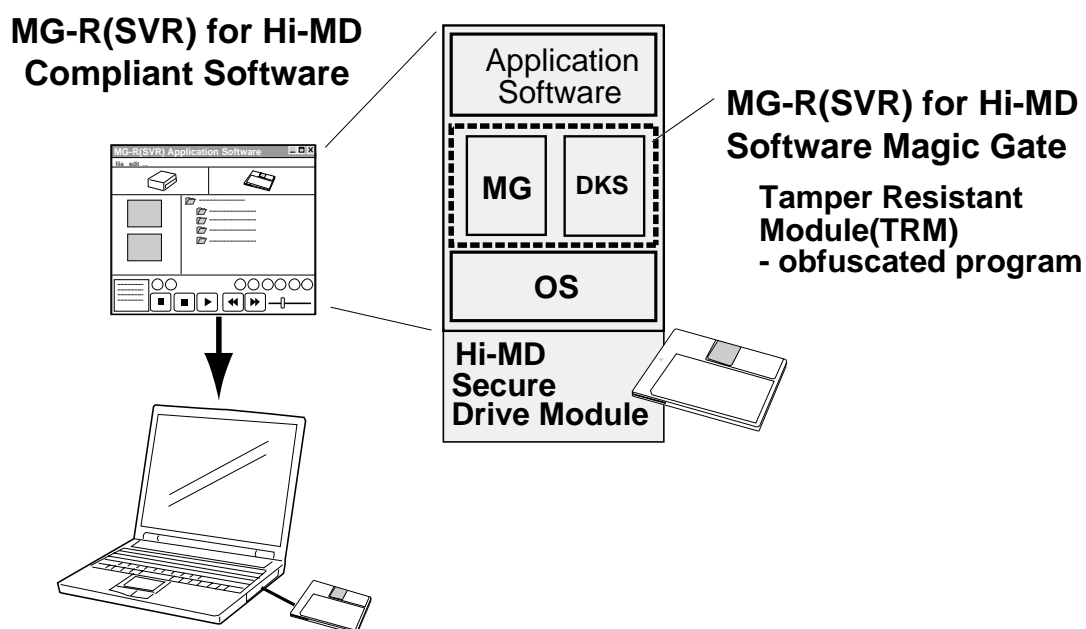 MG-R(SVR) for Hi-MD
Compliant Software
MG-R(SVR) Application Software
file edit ...
Application
Software
MG
DKS
OS
Hi-MD
Secure
Drive Module
MG-R(SVR) for Hi-MD
Software Magic Gate
Tamper Resistant
Module(TRM)
- obfuscated program